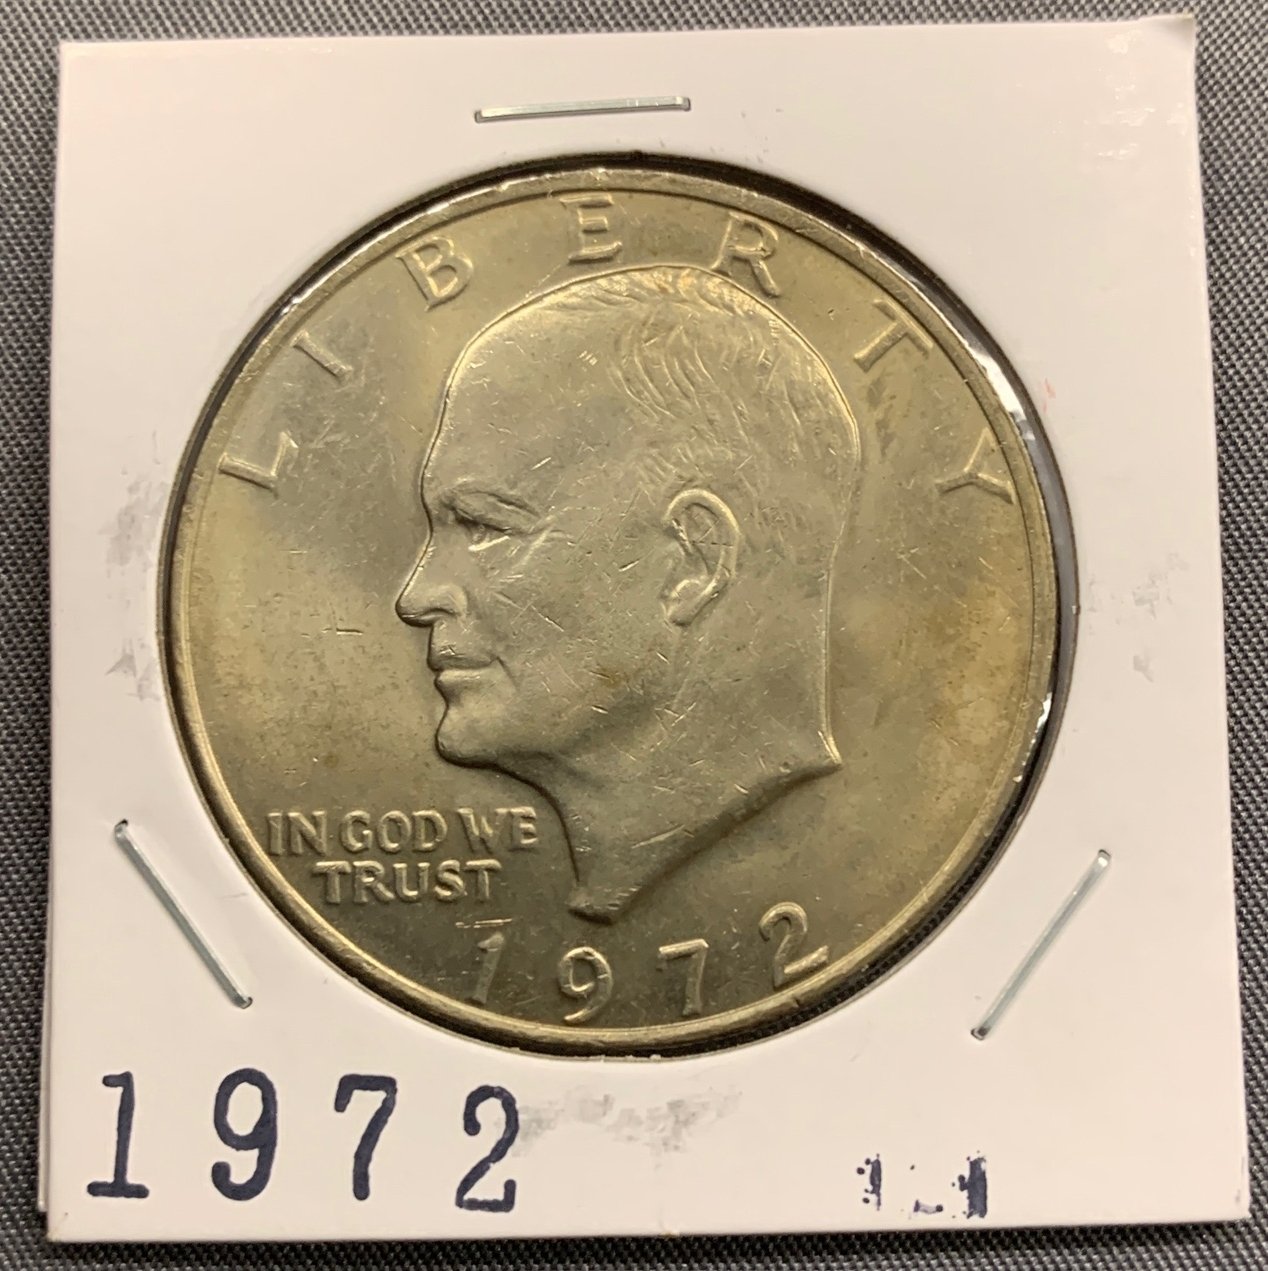 LIBERTY
IN GOD WE
TRUST
1972
1972